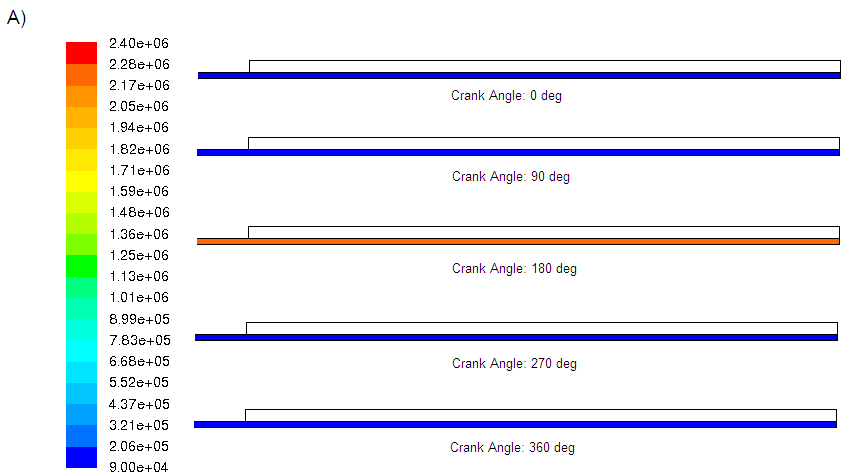 A)
2.40e+06
2.28e+06
2.17e+06
2.05e+06
1.94e+06
1.82e+06
1.71e+06
1.59e+06
1.48e+06
1.36e+06
1.25e+06
1.13e+06
1.01e+06
8.99e+05
7.83e+05
6.68e+05
5.52e+05
4.37e+05
3.21e+05
2.06e+05
9.00e+04
Crank Angle: 0 deg
Crank Angle: 90 deg
Crank Angle: 180 deg
Crank Angle: 270 deg
Crank Angle: 360 deg